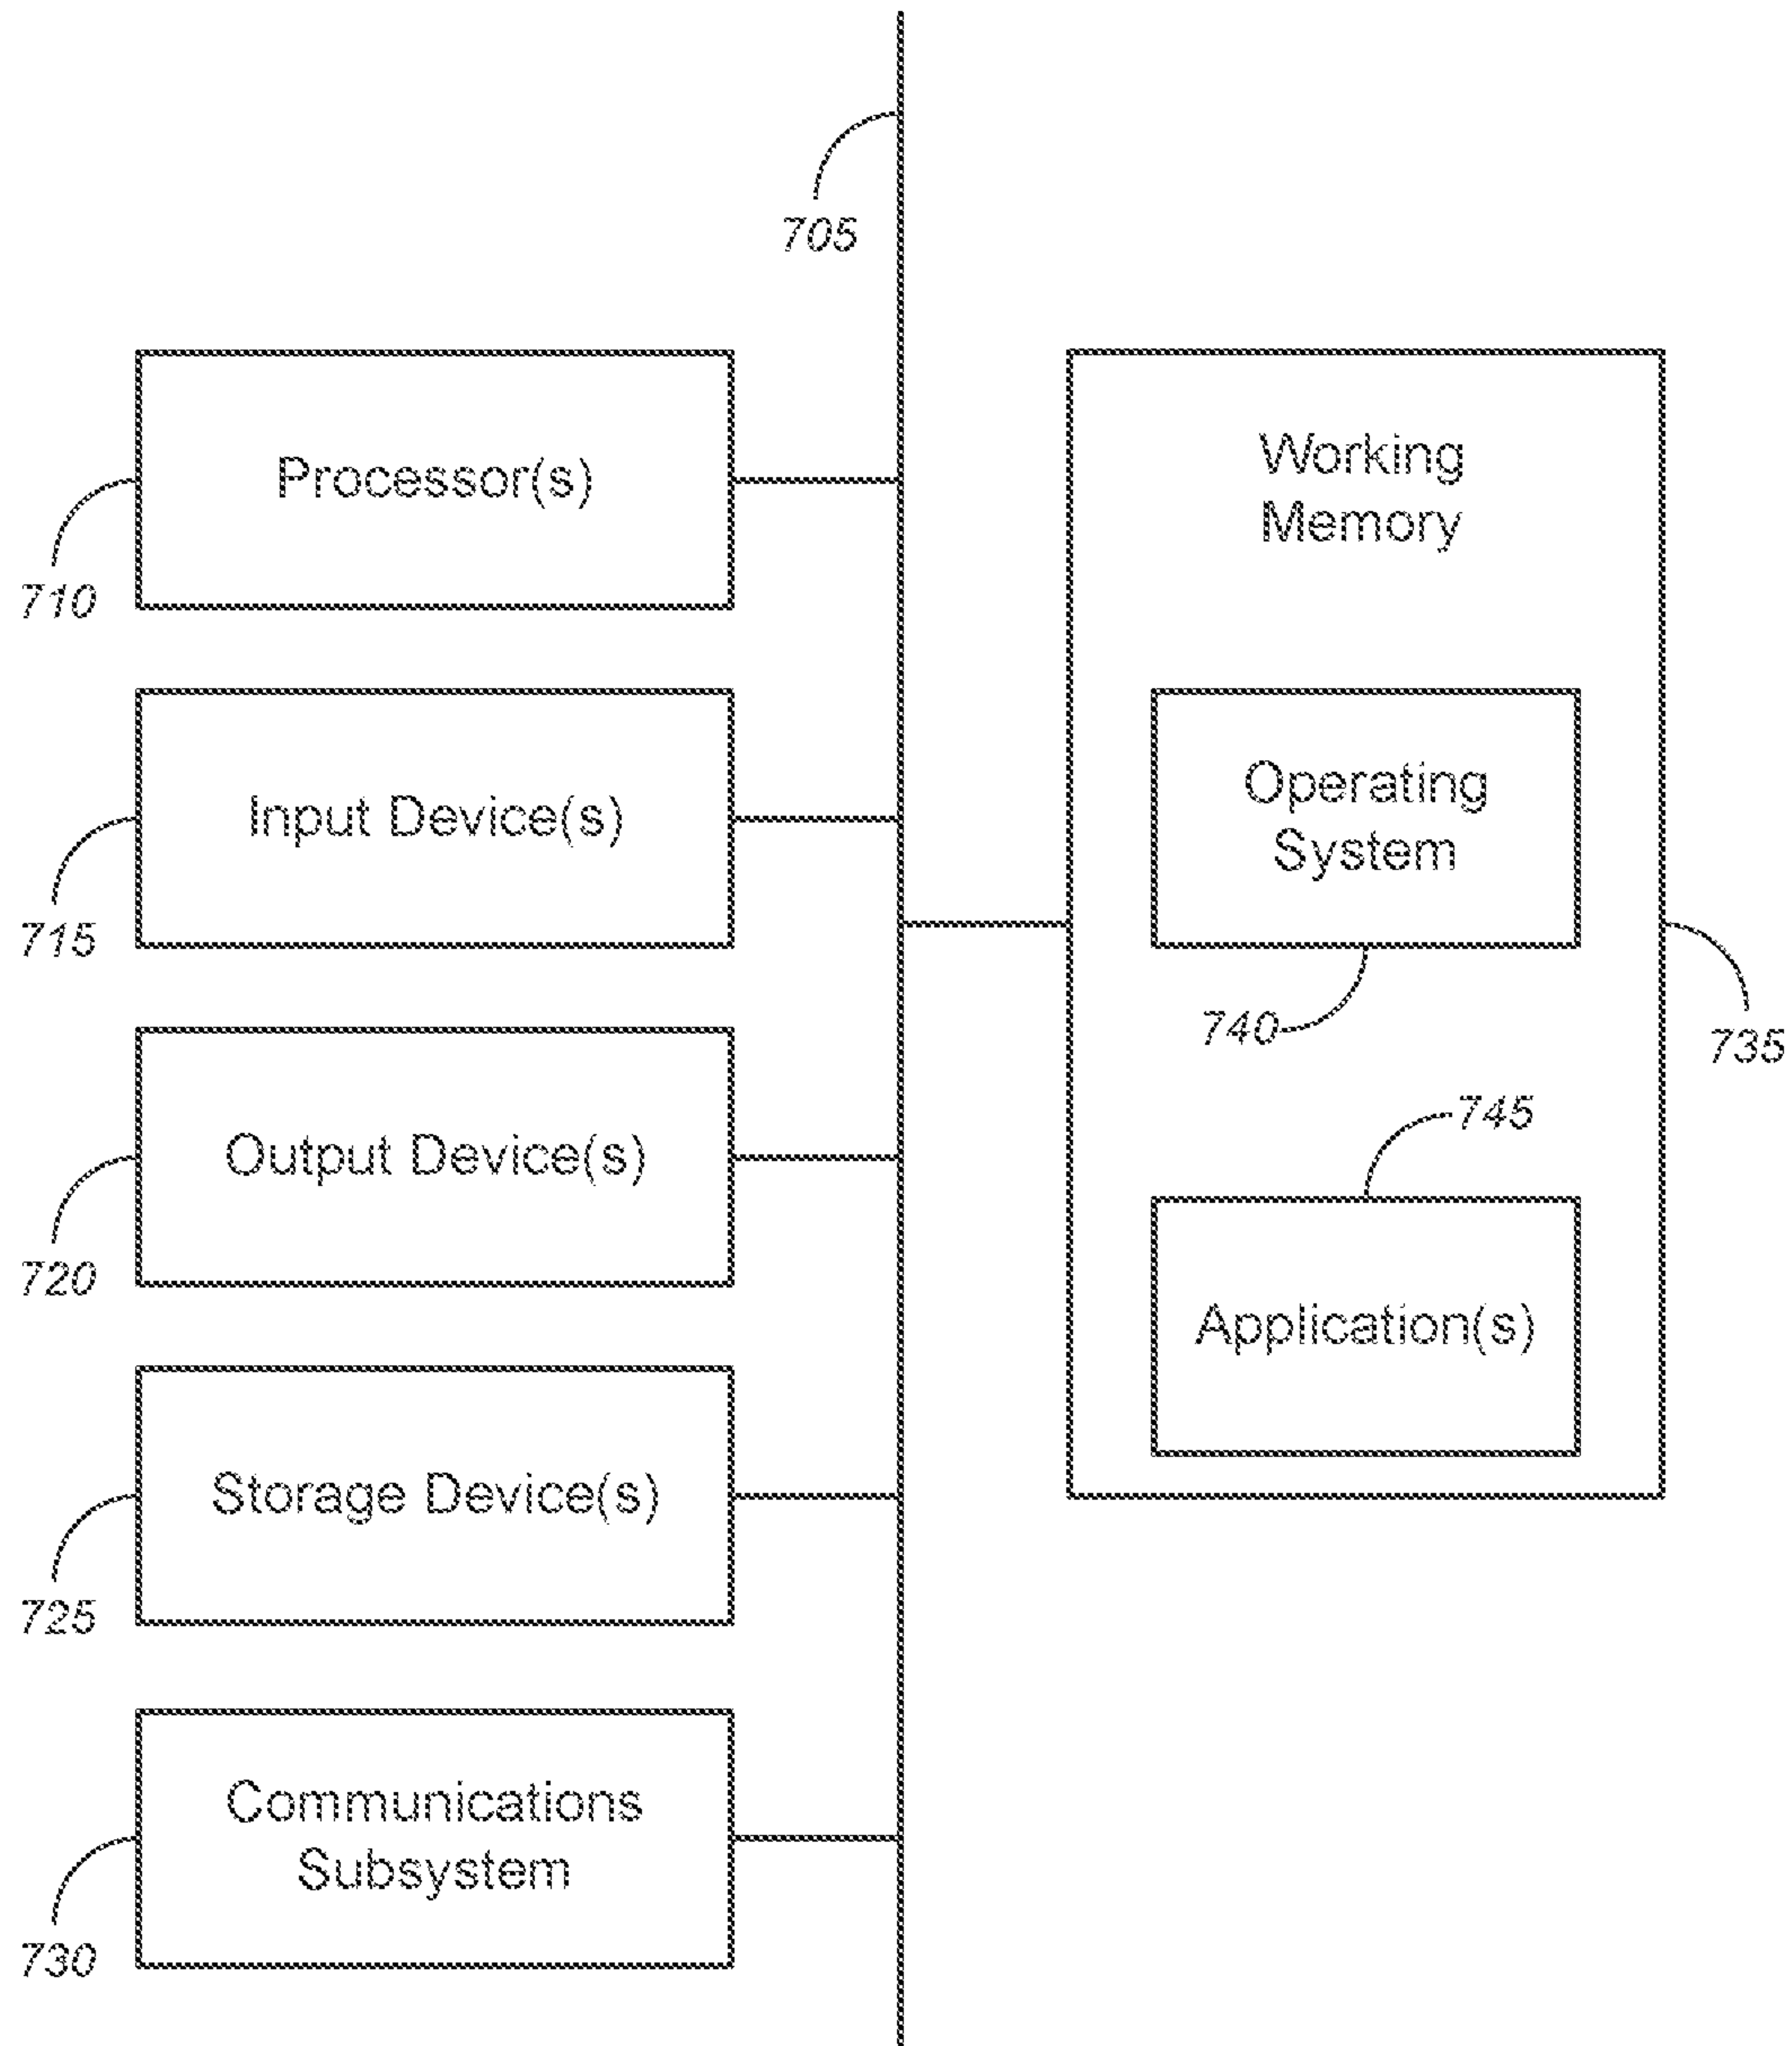 705
Processor(s)
710
Input Device(s)
715
Output Device(s)
720
Storage Device(s)
725
Communications
Subsystem
730
Working
Memory
Operating
System
740
735
745
Application(s)